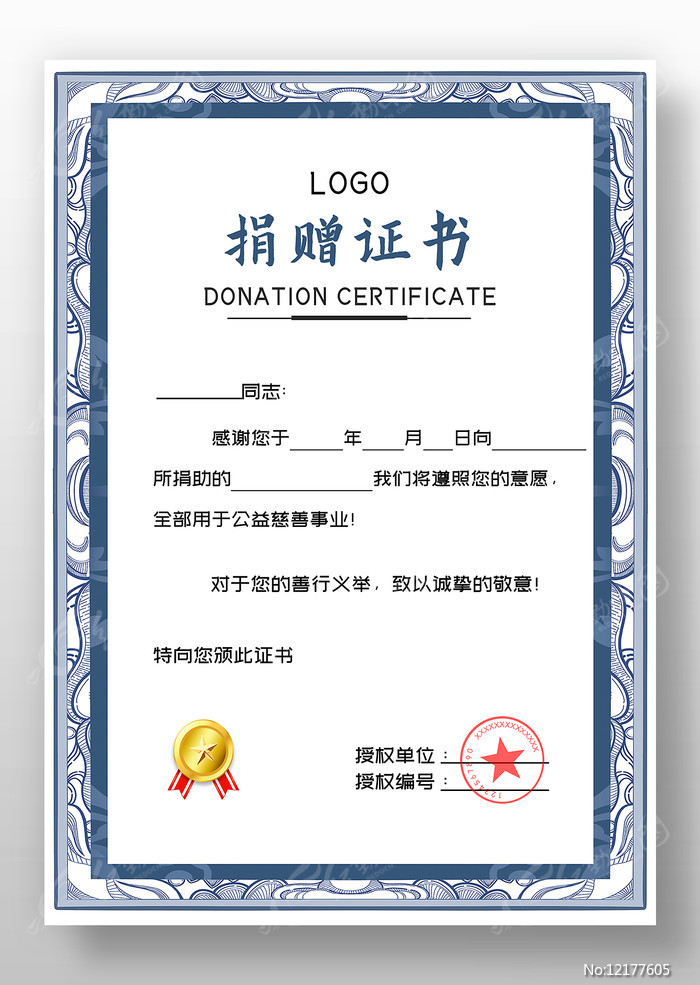 LOGO
捐赠证书
DONATION CERTIFICATE
________同志:
感谢您于_____年____月___日向_________
所捐助的_____________我们将遵照您的意愿，
全部用于公益慈善事业!
对于您的善行义举，致以诚挚的敬意!
特向您颁此证书
授权单位：__________
授权编号：__________
XXXXXXXXXXXXXX
1234567890
No:12177605